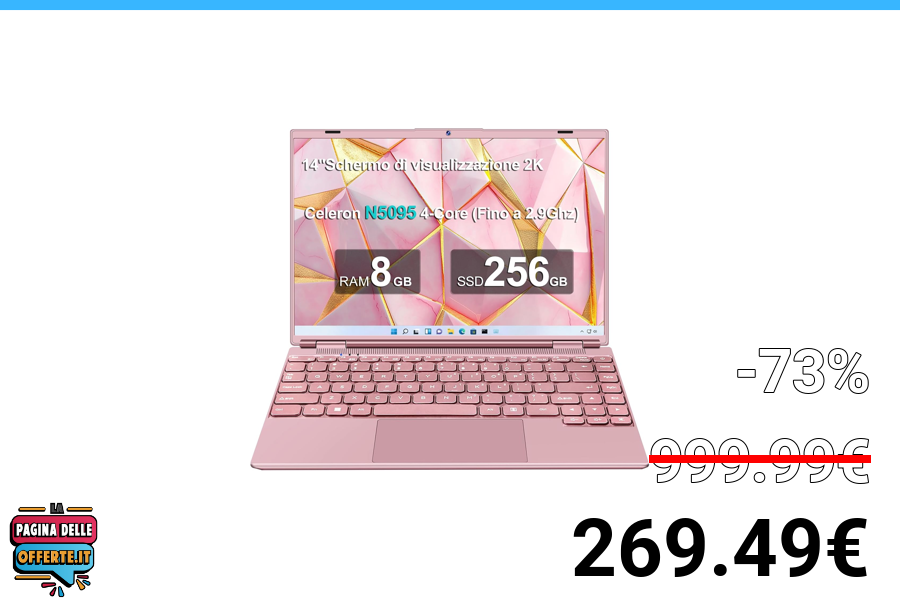 14"Schermo di visualizzazione 2K
Celeron N5095 4-Core (Fino a 2.9Ghz)
RAM 8 GB
SSD 256 GB
-73%
999.99€
269.49€
LA
PAGINA DELLE
OFFERTE.IT